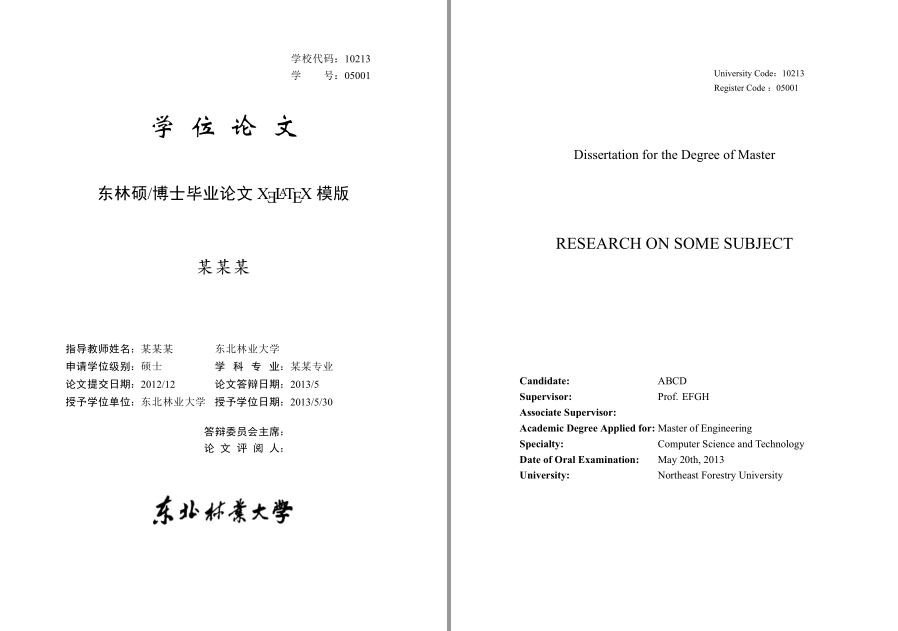 学校代码：10213
学 号：05001
学 位 论 文
东林硕/博士毕业论文 XƎLATEX 模版
某某某
指导教师姓名：某某某 东北林业大学
申请学位级别：硕士 学 科 专 业：某某专业
论文提交日期：2012/12 论文答辩日期：2013/5
授予学位单位：东北林业大学 授予学位日期：2013/5/30
答辩委员会主席：
论 文 评 阅 人：
东北林业大学
University Code：10213
Register Code：05001
Dissertation for the Degree of Master
RESEARCH ON SOME SUBJECT
Candidate: ABCD
Supervisor: Prof. EFGH
Associate Supervisor:
Academic Degree Applied for: Master of Engineering
Specialty: Computer Science and Technology
Date of Oral Examination: May 20th, 2013
University: Northeast Forestry University